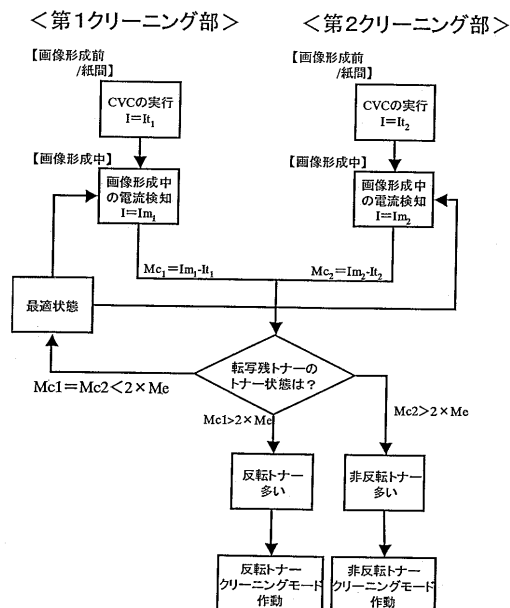 ＜第1クリーニング部＞
＜第2クリーニング部＞
【画像形成前
/紙間】
CVCの実行
I＝It₁
【画像形成中】
画像形成中
の電流検知
I＝Im₁
Mc₁＝Im₁-It₁
【画像形成前
/紙間】
CVCの実行
I＝It₂
【画像形成中】
画像形成中
の電流検知
I＝Im₂
Mc₂＝Im₂-It₂
最適状態
転写残トナーの
トナー状態は？
Mc1＝Mc2＜2×Me
Mc1>2×Me
Mc2>2×Me
反転トナー
多い
非反転トナー
多い
反転トナー
クリーニングモード
作動
非反転トナー
クリーニングモード
作動